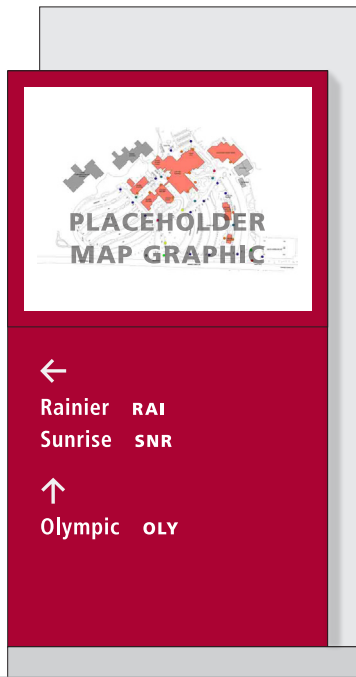 PLACEHOLDER
MAP GRAPHIC
←
Rainier RAI
Sunrise SNR
↑
Olympic OLY